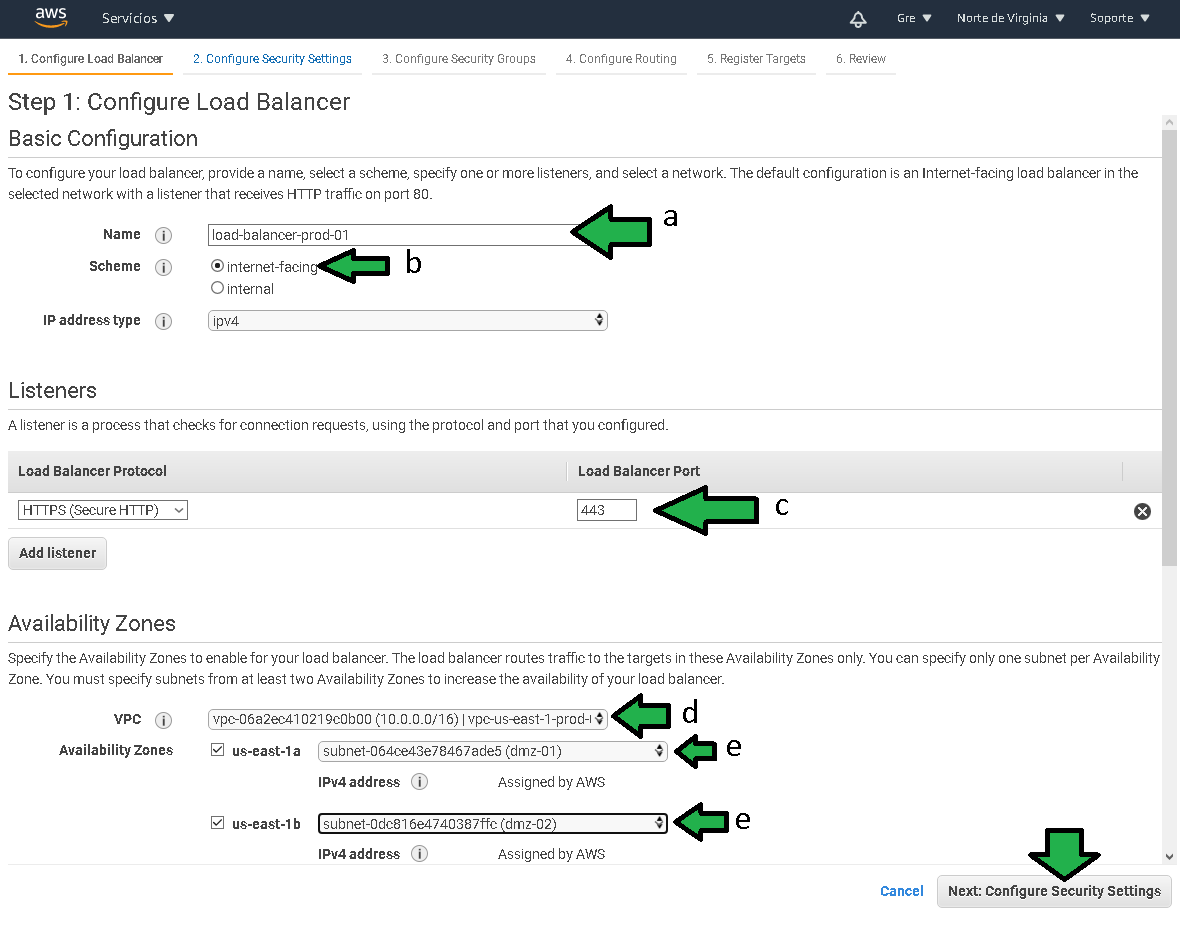 aws Servicios Gre Norte de Virginia Soporte
1. Configure Load Balancer 2. Configure Security Settings 3. Configure Security Groups 4. Configure Routing 5. Register Targets 6. Review
Step 1: Configure Load Balancer
Basic Configuration
To configure your load balancer, provide a name, select a scheme, specify one or more listeners, and select a network. The default configuration is an Internet-facing load balancer in the
selected network with a listener that receives HTTP traffic on port 80.
Name i load-balancer-prod-01 a
Scheme i internet-facing b
internal
IP address type i ipv4
Listeners
A listener is a process that checks for connection requests, using the protocol and port that you configured.
Load Balancer Protocol Load Balancer Port
HTTPS (Secure HTTP) 443 c
Add listener
Availability Zones
Specify the Availability Zones to enable for your load balancer. The load balancer routes traffic to the targets in these Availability Zones only. You can specify only one subnet per Availability
Zone. You must specify subnets from at least two Availability Zones to increase the availability of your load balancer.
VPC i vpc-06a2ec410219c0b00 (10.0.0.0/16) | vpc-us-east-1-prod- d
Availability Zones us-east-1a subnet-064ce43e78467ade5 (dmz-01) e
IPv4 address i Assigned by AWS
us-east-1b subnet-0dc816e4740387ffc (dmz-02) e
IPv4 address i Assigned by AWS
Cancel Next: Configure Security Settings